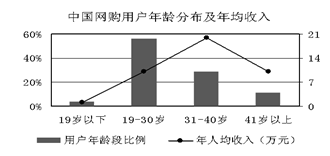 中国网购用户年龄分布及年均收入
60% 21
40% 14
20% 7
0% 0
19岁以下 19-30岁 31-40岁 41岁以上
用户年龄段比例 年人均收入（万元）